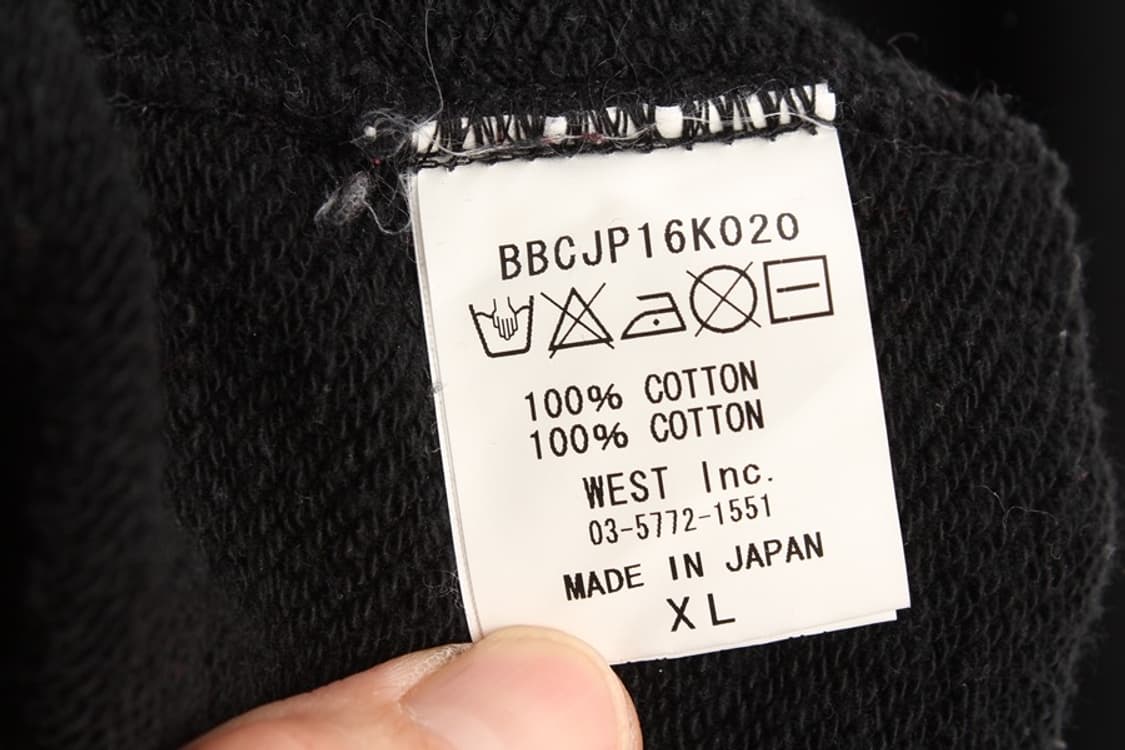 BBCJP16K020
100% COTTON
100% COTTON
WEST Inc.
03-5772-1551
MADE IN JAPAN
XL